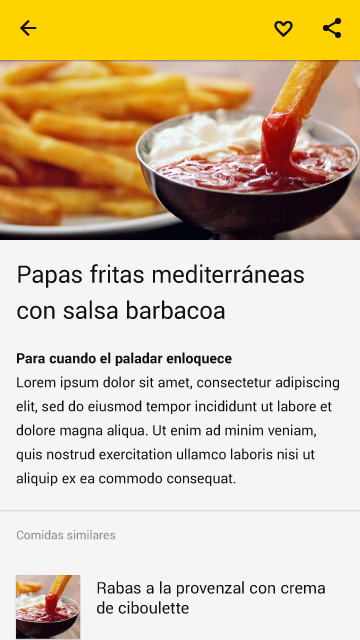 Papas fritas mediterráneas
con salsa barbacoa
Para cuando el paladar enloquece
Lorem ipsum dolor sit amet, consectetur adipiscing
elit, sed do eiusmod tempor incididunt ut labore et
dolore magna aliqua. Ut enim ad minim veniam,
quis nostrud exercitation ullamco laboris nisi ut
aliquip ex ea commodo consequat.
Comidas similares
Rabas a la provenzal con crema
de ciboulette